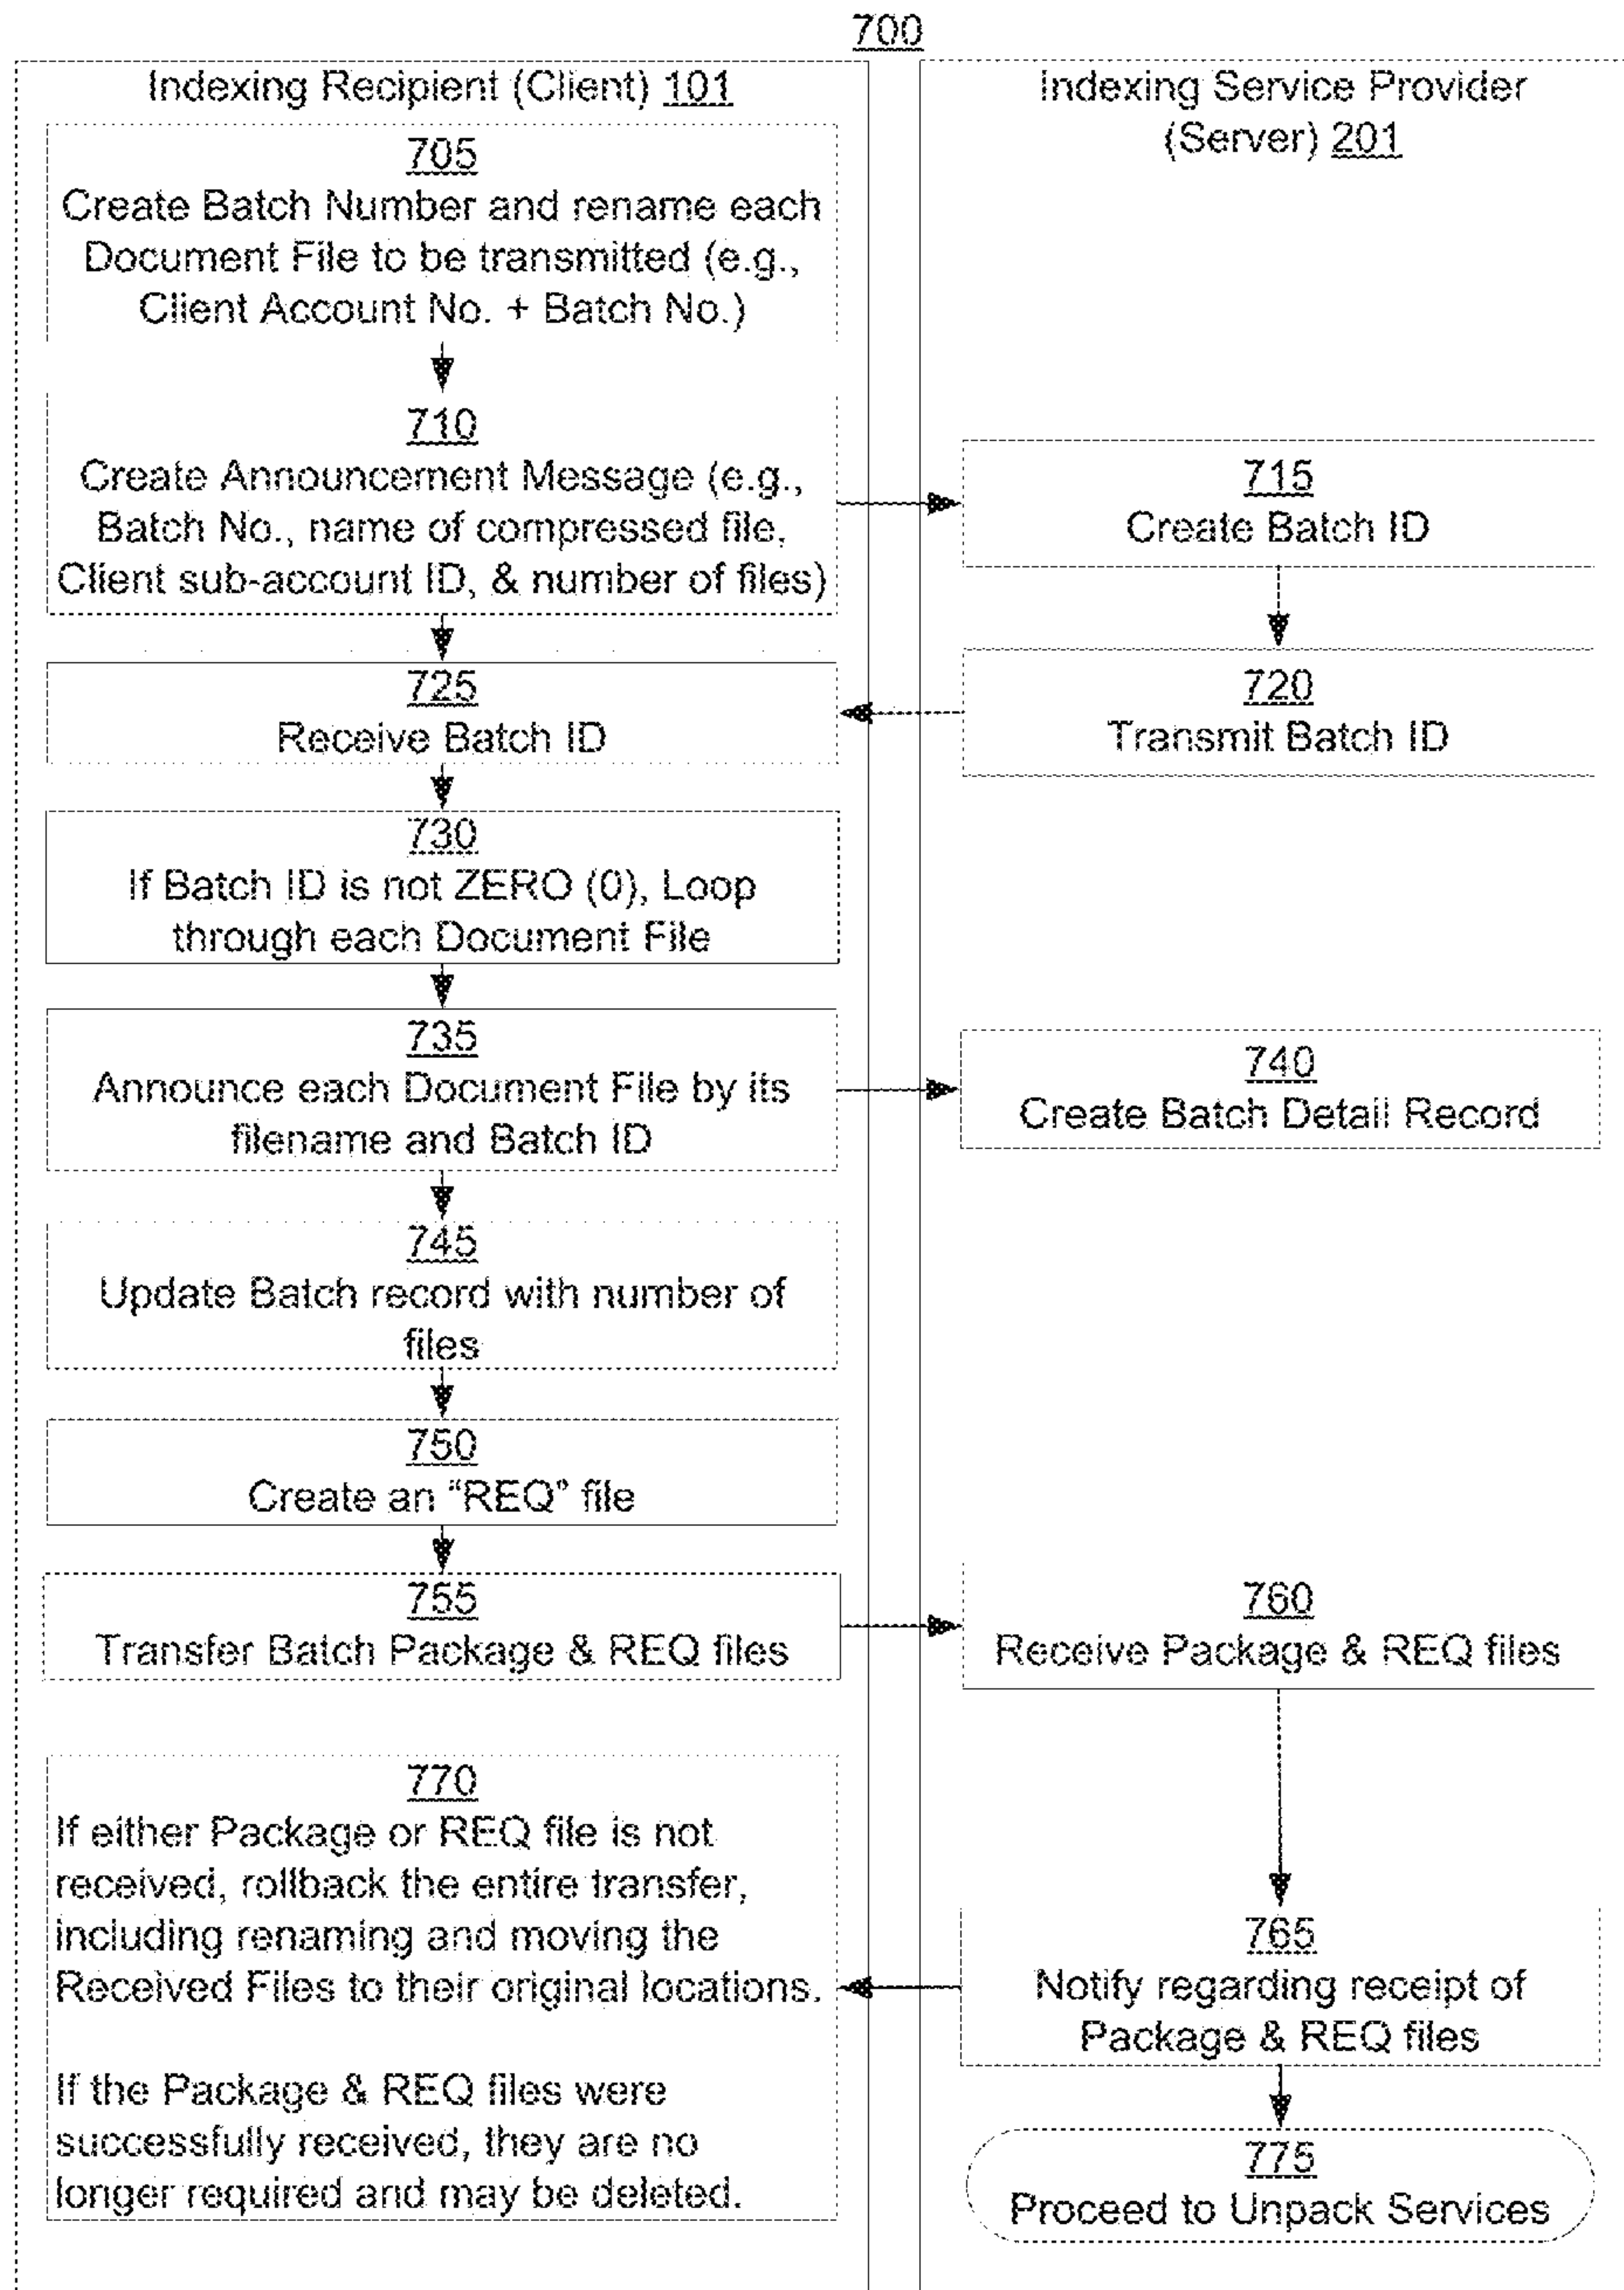 700
Indexing Recipient (Client) 101
705
Create Batch Number and rename each
Document File to be transmitted (e.g.,
Client Account No. + Batch No.)
710
Create Announcement Message (e.g.,
Batch No., name of compressed file,
Client sub-account ID, & number of files)
725
Receive Batch ID
730
If Batch ID is not ZERO (0), Loop
through each Document File
735
Announce each Document File by its
filename and Batch ID
745
Update Batch record with number of
files
750
Create an “REQ” file
755
Transfer Batch Package & REQ files
770
If either Package or REQ file is not
received, rollback the entire transfer,
including renaming and moving the
Received Files to their original locations.
If the Package & REQ files were
successfully received, they are no
longer required and may be deleted.
Indexing Service Provider
(Server) 201
715
Create Batch ID
720
Transmit Batch ID
740
Create Batch Detail Record
760
Receive Package & REQ files
765
Notify regarding receipt of
Package & REQ files
775
Proceed to Unpack Services